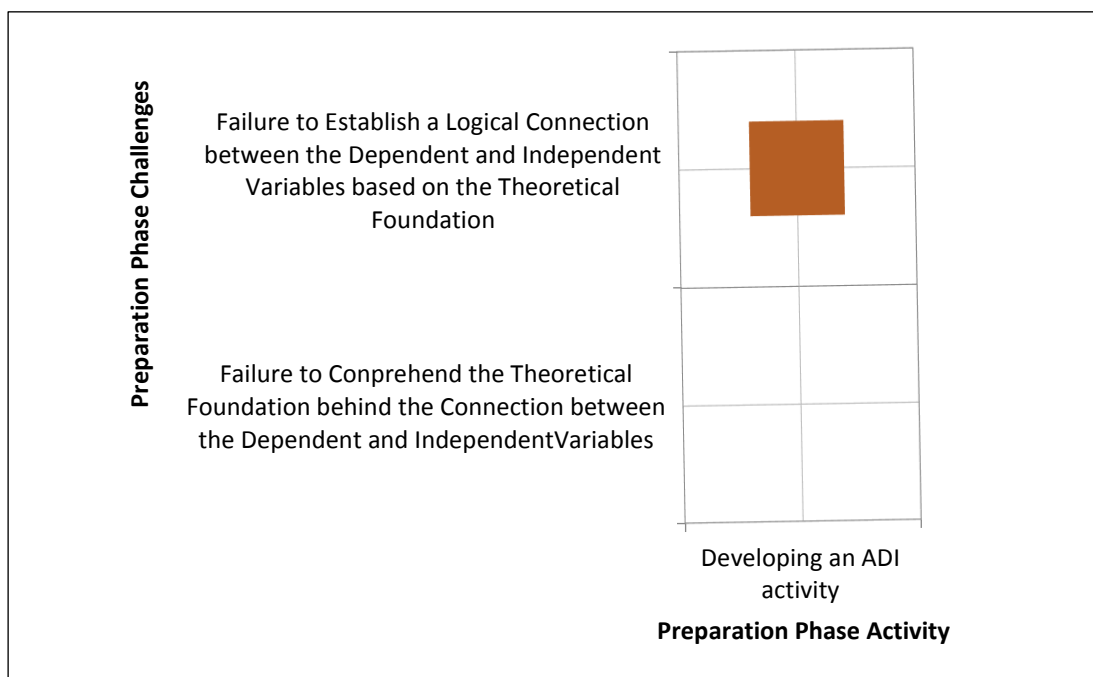 Preparation Phase Challenges
Failure to Establish a Logical Connection
between the Dependent and Independent
Variables based on the Theoretical
Foundation
Failure to Conprehend the Theoretical
Foundation behind the Connection between
the Dependent and IndependentVariables
Developing an ADI
activity
Preparation Phase Activity